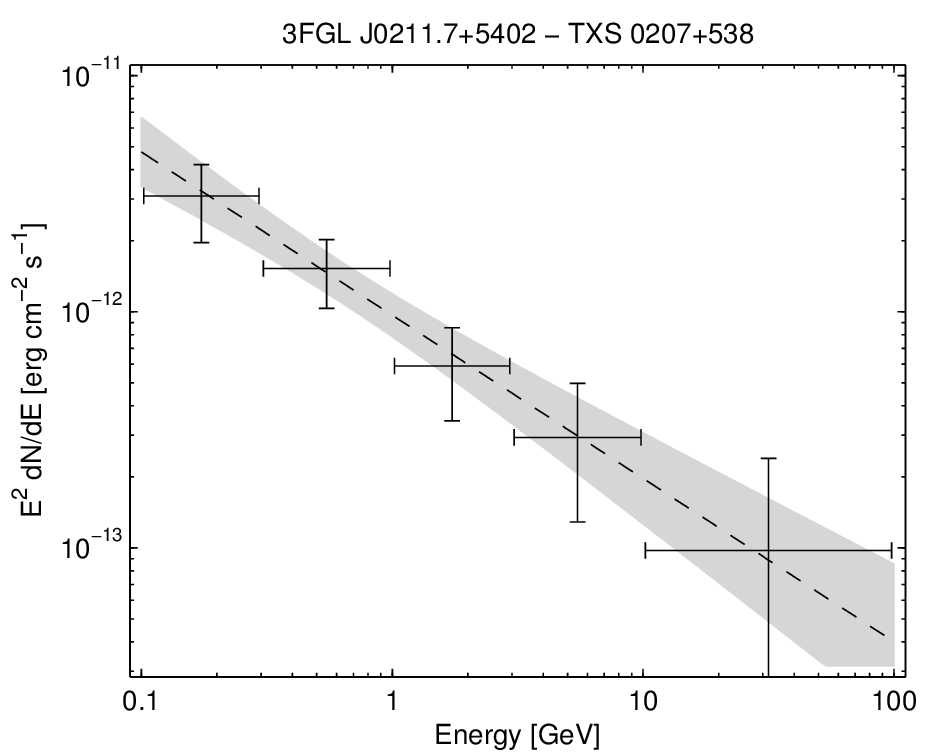 3FGL J0211.7+5402 − TXS 0207+538
10⁻¹¹
10⁻¹²
10⁻¹³
E² dN/dE [erg cm⁻² s⁻¹]
0.1 1 10 100
Energy [GeV]